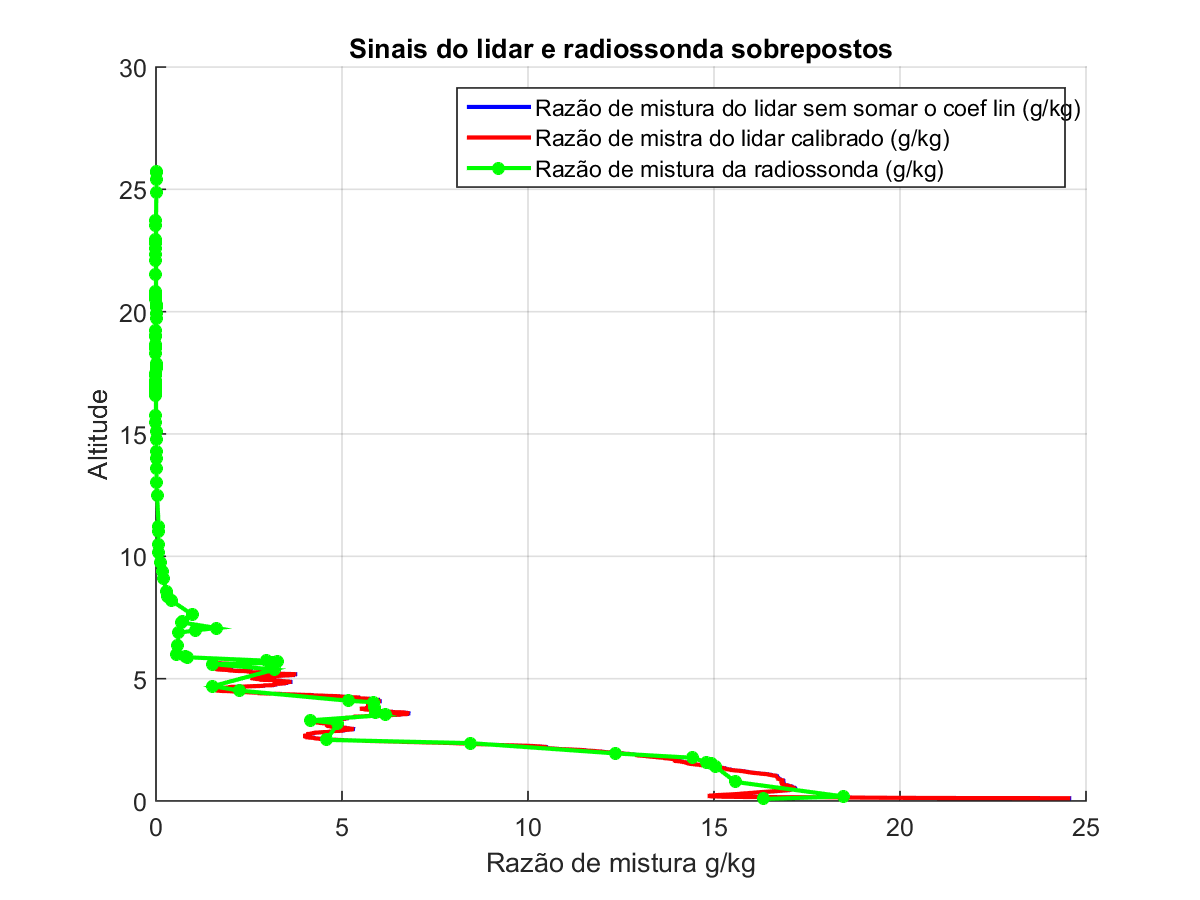 Sinais do lidar e radiossonda sobrepostos
30
25
20
15
10
5
0
Altitude
Razão de mistura do lidar sem somar o coef lin (g/kg)
Razão de mistra do lidar calibrado (g/kg)
Razão de mistura da radiossonda (g/kg)
0 5 10 15 20 25
Razão de mistura g/kg